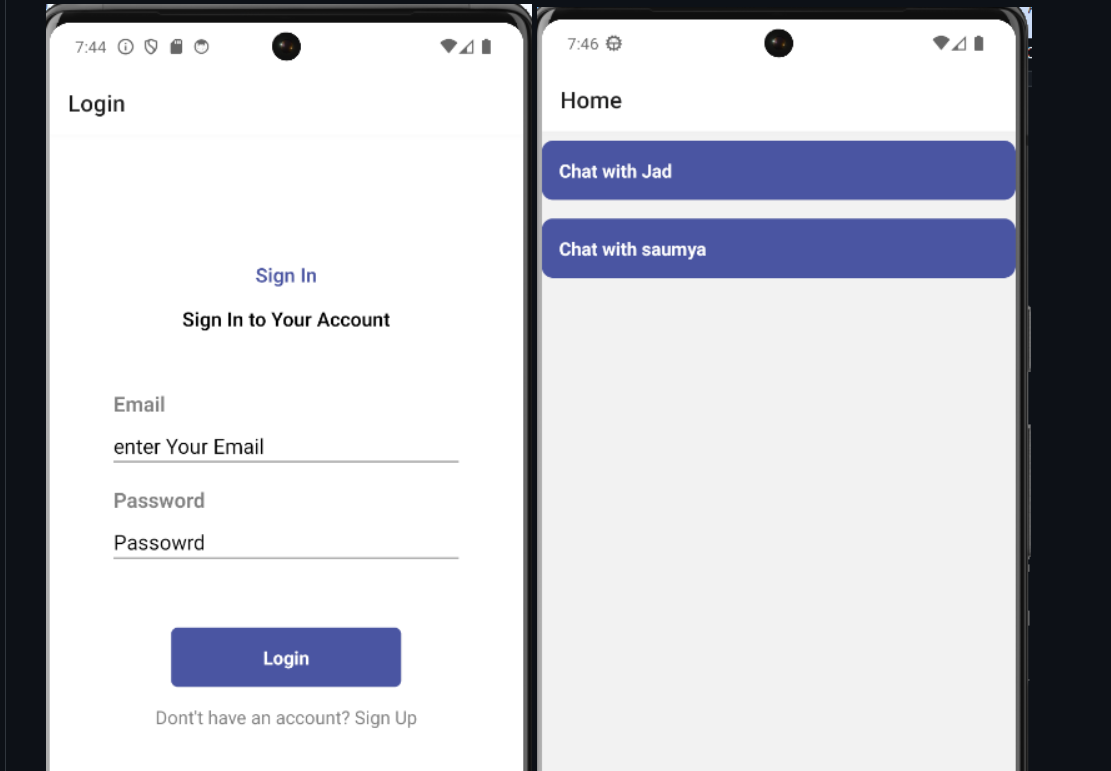 7:44
Login
Sign In
Sign In to Your Account
Email
enter Your Email
Password
Passowrd
Login
Dont't have an account? Sign Up
7:46
Home
Chat with Jad
Chat with saumya